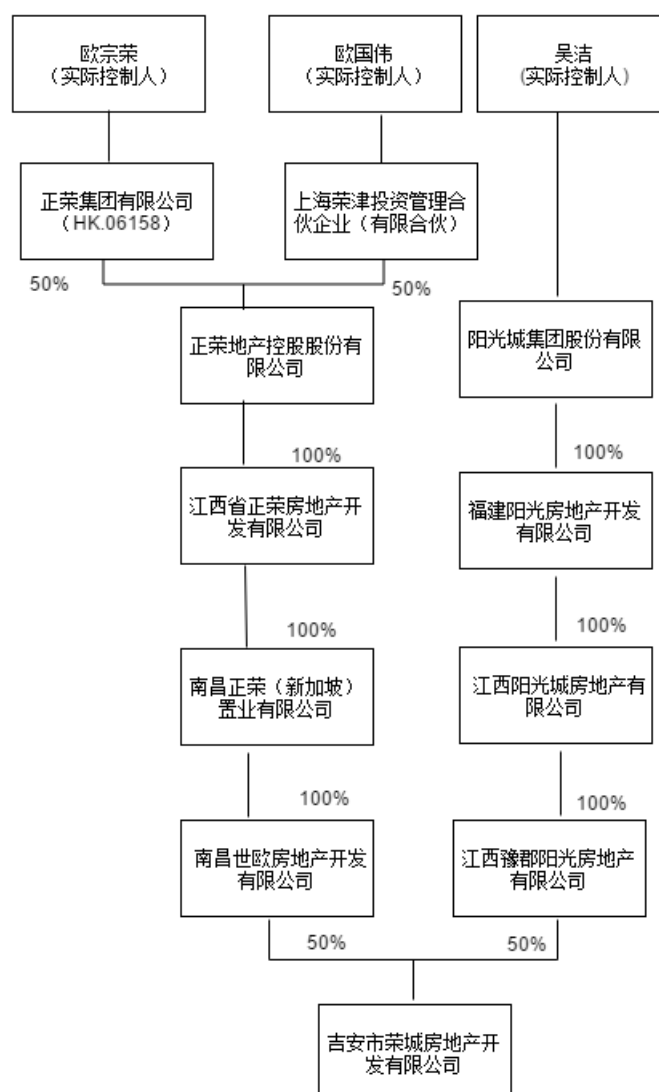 欧宗荣
（实际控制人）
欧国伟
（实际控制人）
吴洁
(实际控制人)
正荣集团有限公司
（HK.06158）
上海荣津投资管理合
伙企业（有限合伙）
50%
50%
正荣地产控股股份有
限公司
阳光城集团股份有限
公司
100%
100%
江西省正荣房地产开
发有限公司
福建阳光房地产开发
有限公司
100%
100%
南昌正荣（新加坡）
置业有限公司
江西阳光城房地产有
限公司
100%
100%
南昌世欧房地产开发
有限公司
江西豫郡阳光房地产
有限公司
50%
50%
吉安市荣城房地产开
发有限公司